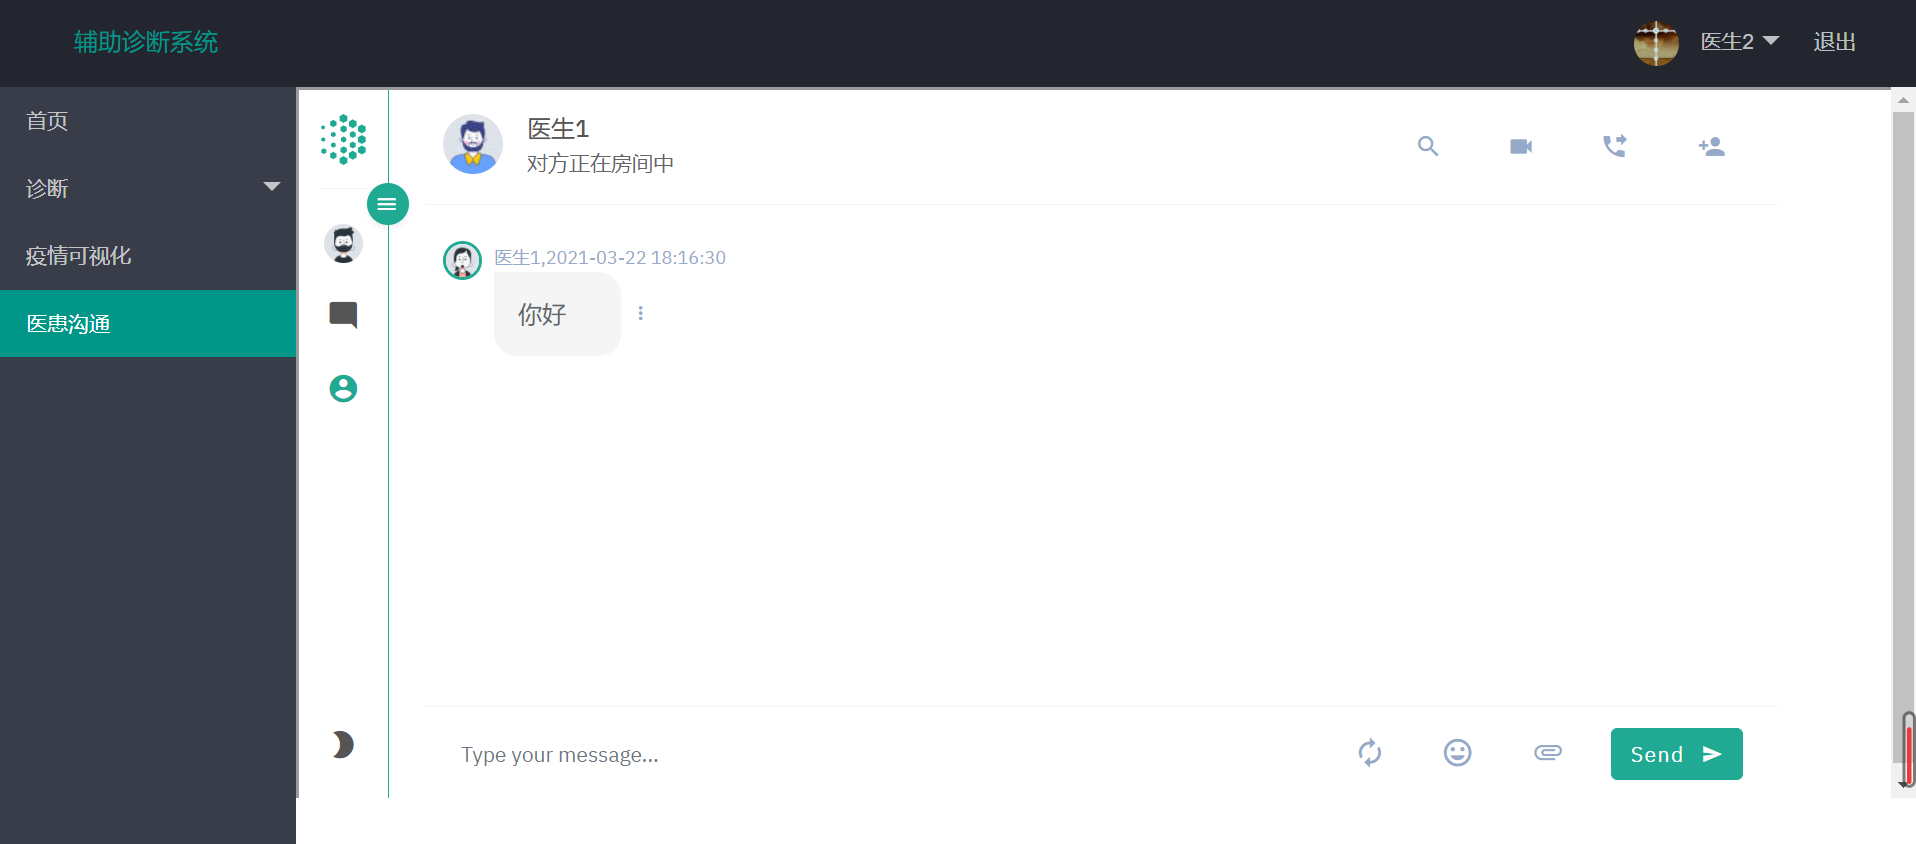 辅助诊断系统
医生2
退出
首页
诊断
疫情可视化
医患沟通
医生1
对方正在房间中
医生1,2021-03-22 18:16:30
你好
Type your message...
Send